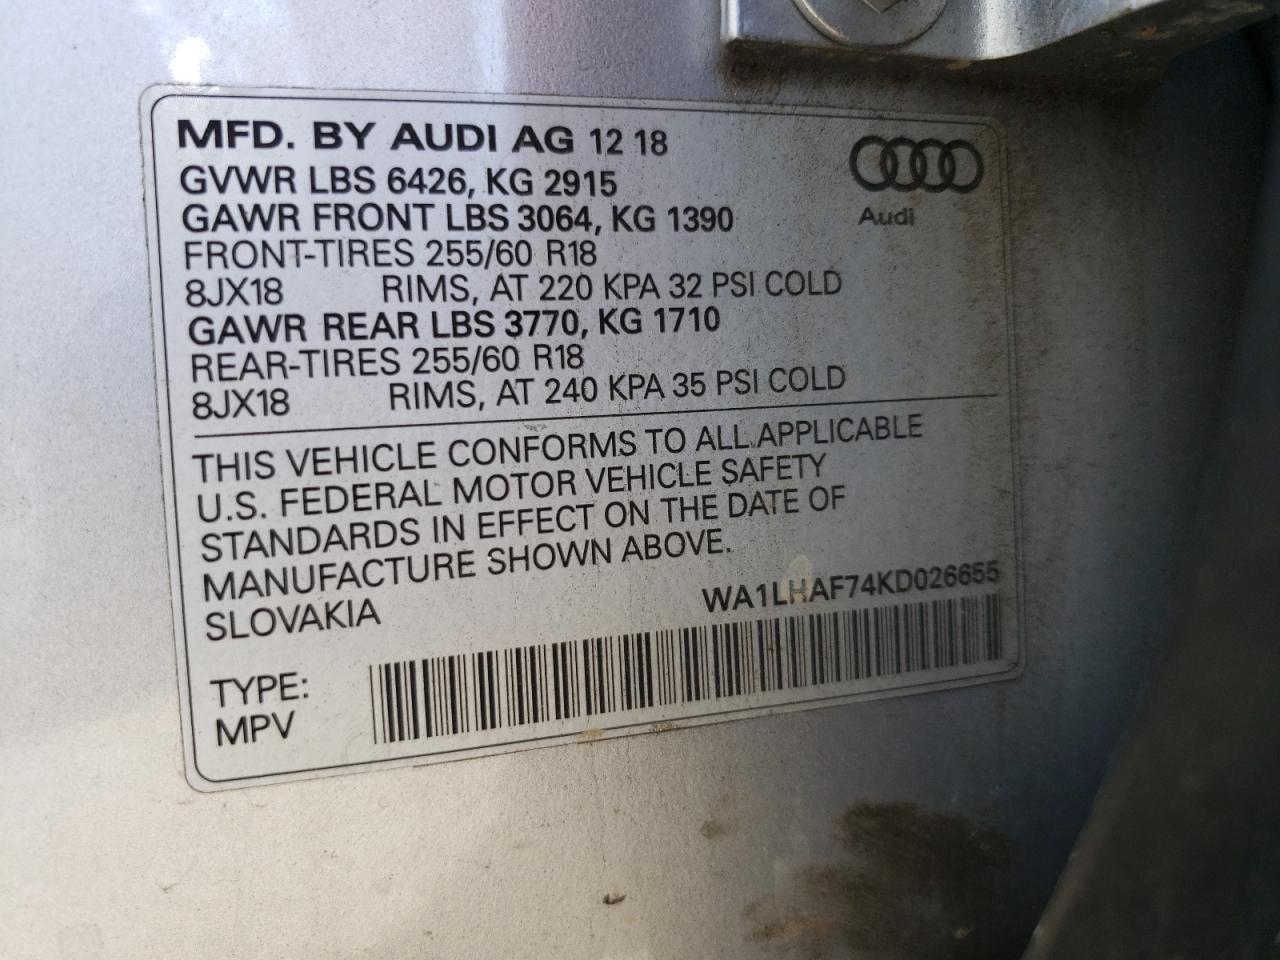 MFD. BY AUDI AG 12 18
GVWR LBS 6426, KG 2915
GAWR FRONT LBS 3064, KG 1390
FRONT-TIRES 255/60 R18
8JX18 RIMS, AT 220 KPA 32 PSI COLD
GAWR REAR LBS 3770, KG 1710
REAR-TIRES 255/60 R18
8JX18 RIMS, AT 240 KPA 35 PSI COLD
Audi
THIS VEHICLE CONFORMS TO ALL APPLICABLE
U.S. FEDERAL MOTOR VEHICLE SAFETY
STANDARDS IN EFFECT ON THE DATE OF
MANUFACTURE SHOWN ABOVE.
SLOVAKIA
WA1LHAF74KD026655
TYPE:
MPV